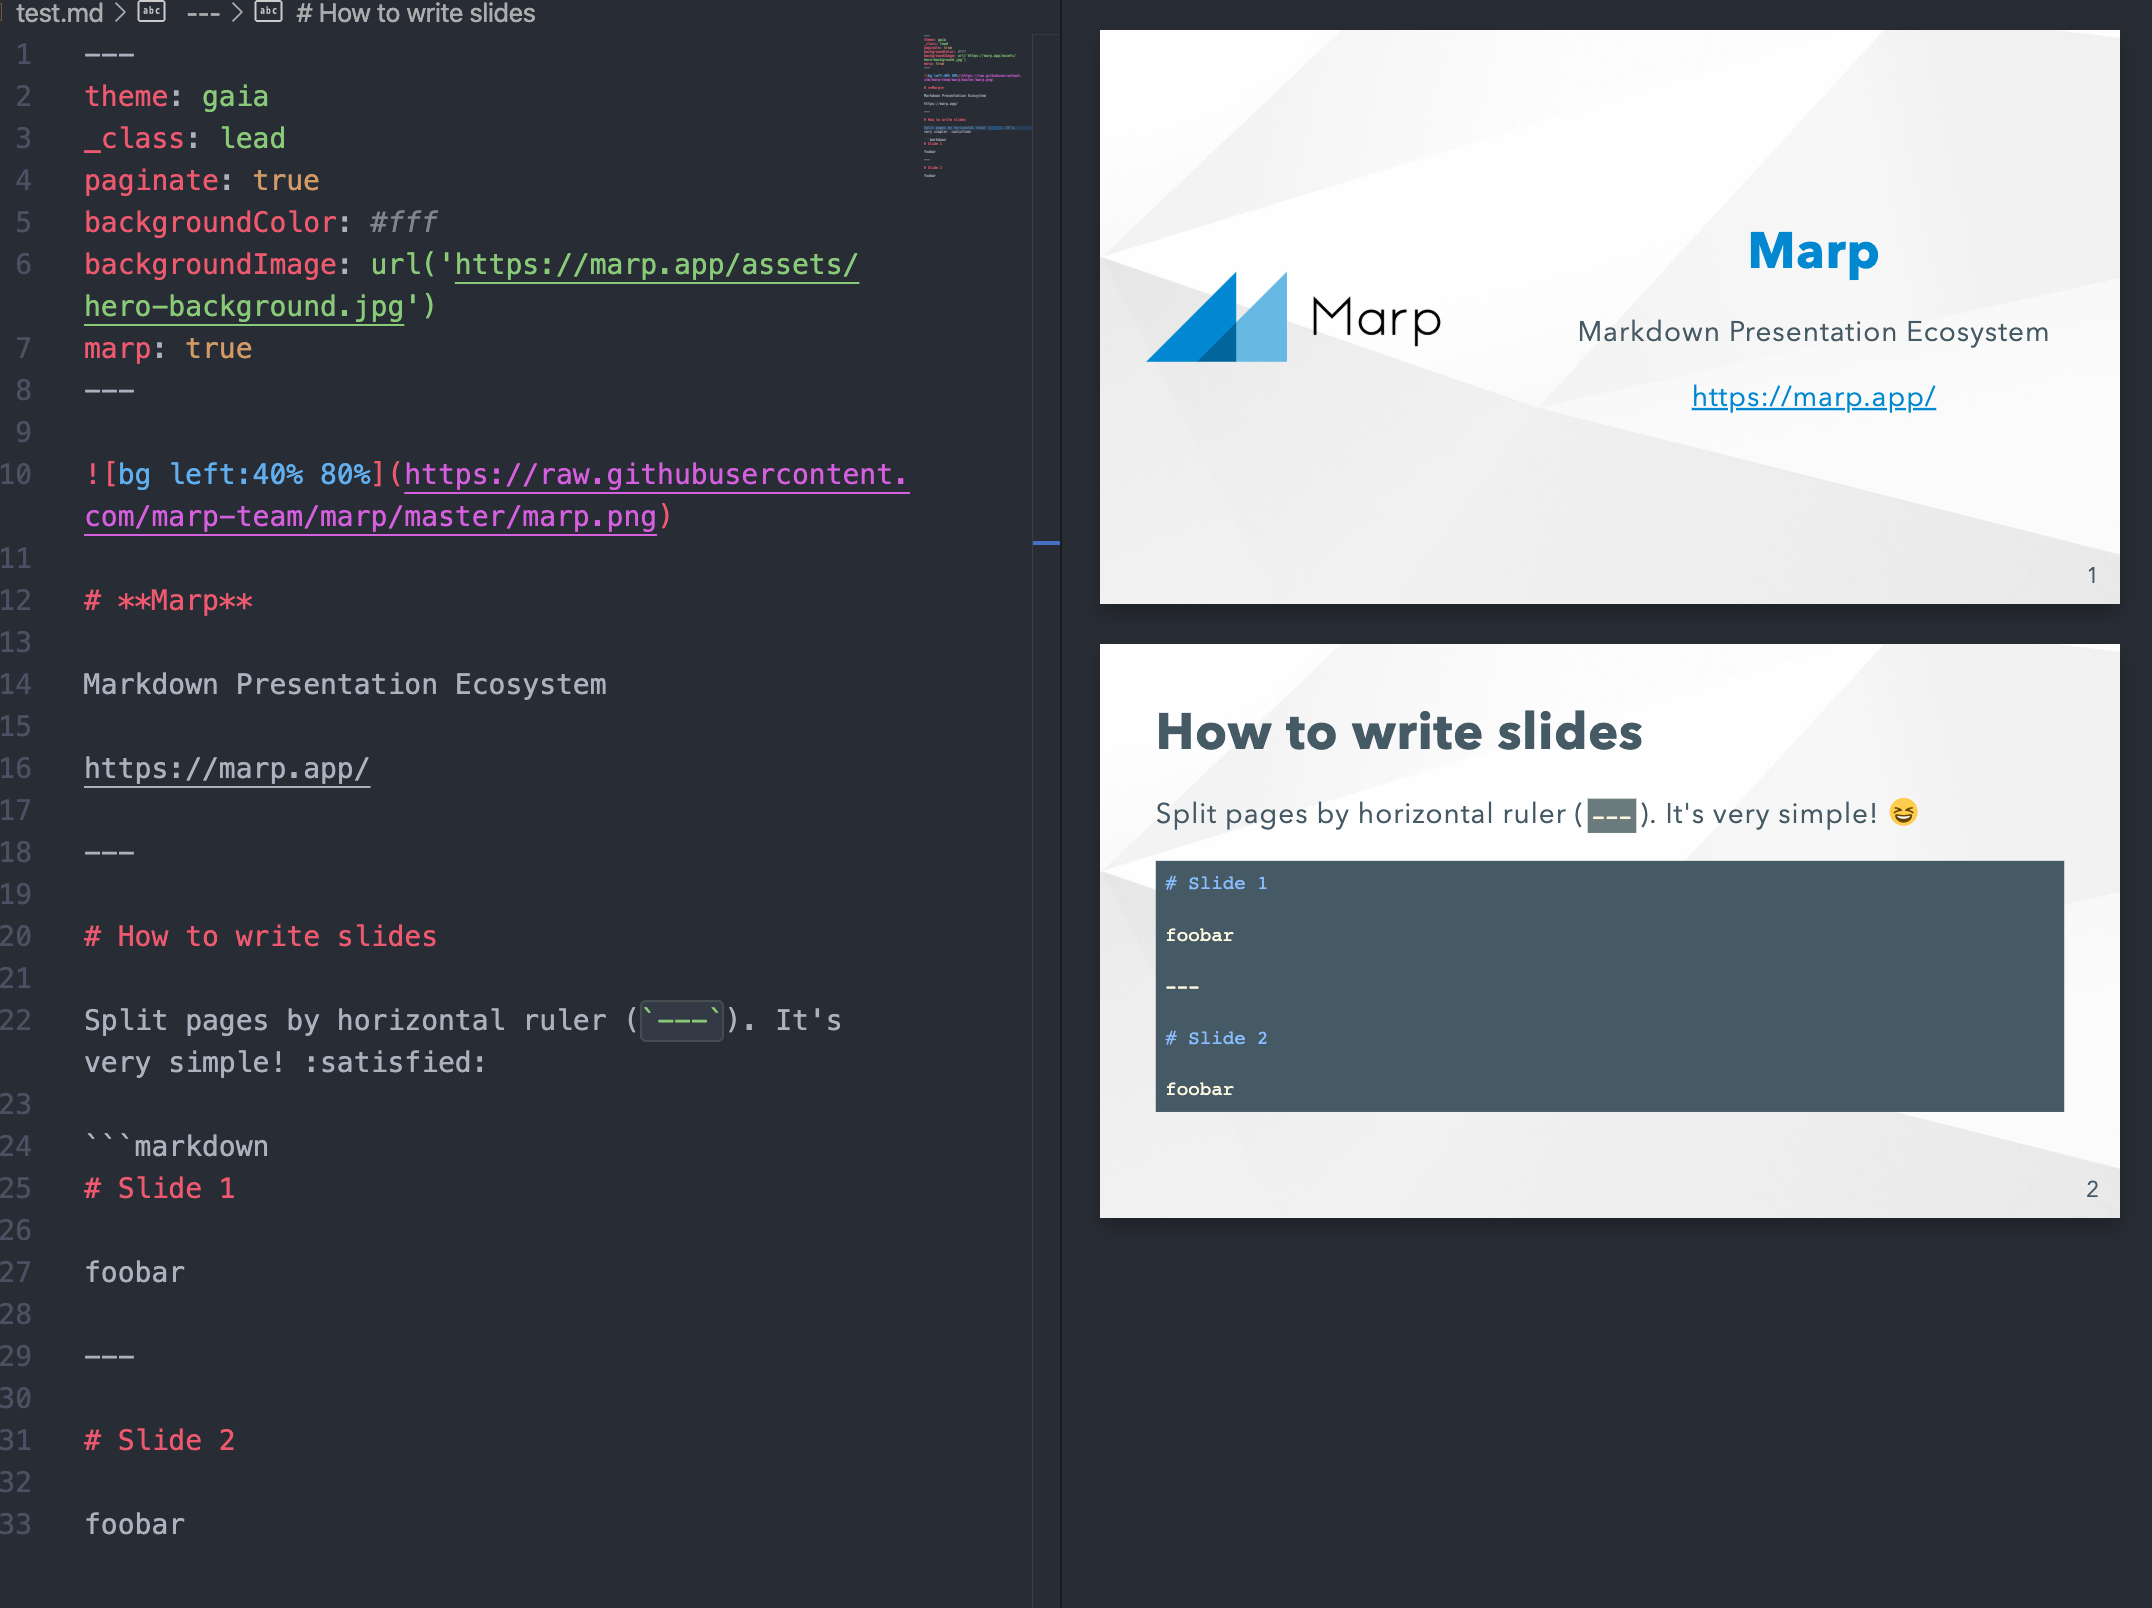 test.md > abc --- > abc # How to write slides
1 ---
2 theme: gaia
3 _class: lead
4 paginate: true
5 backgroundColor: #fff
6 backgroundImage: url('https://marp.app/assets/
hero-background.jpg')
7 marp: true
8 ---
9
10 ![bg left:40% 80%](https://raw.githubusercontent.
com/marp-team/marp/master/marp.png)
11
12 # **Marp**
13
14 Markdown Presentation Ecosystem
15
16 https://marp.app/
17
18 ---
19
20 # How to write slides
21
22 Split pages by horizontal ruler (`---`). It's
very simple! :satisfied:
23
24 ```markdown
25 # Slide 1
26
27 foobar
28
29 ---
30
31 # Slide 2
32
33 foobar
Marp
Marp
Markdown Presentation Ecosystem
https://marp.app/
1
How to write slides
Split pages by horizontal ruler (---). It's very simple! 😆
# Slide 1
foobar
---
# Slide 2
foobar
2